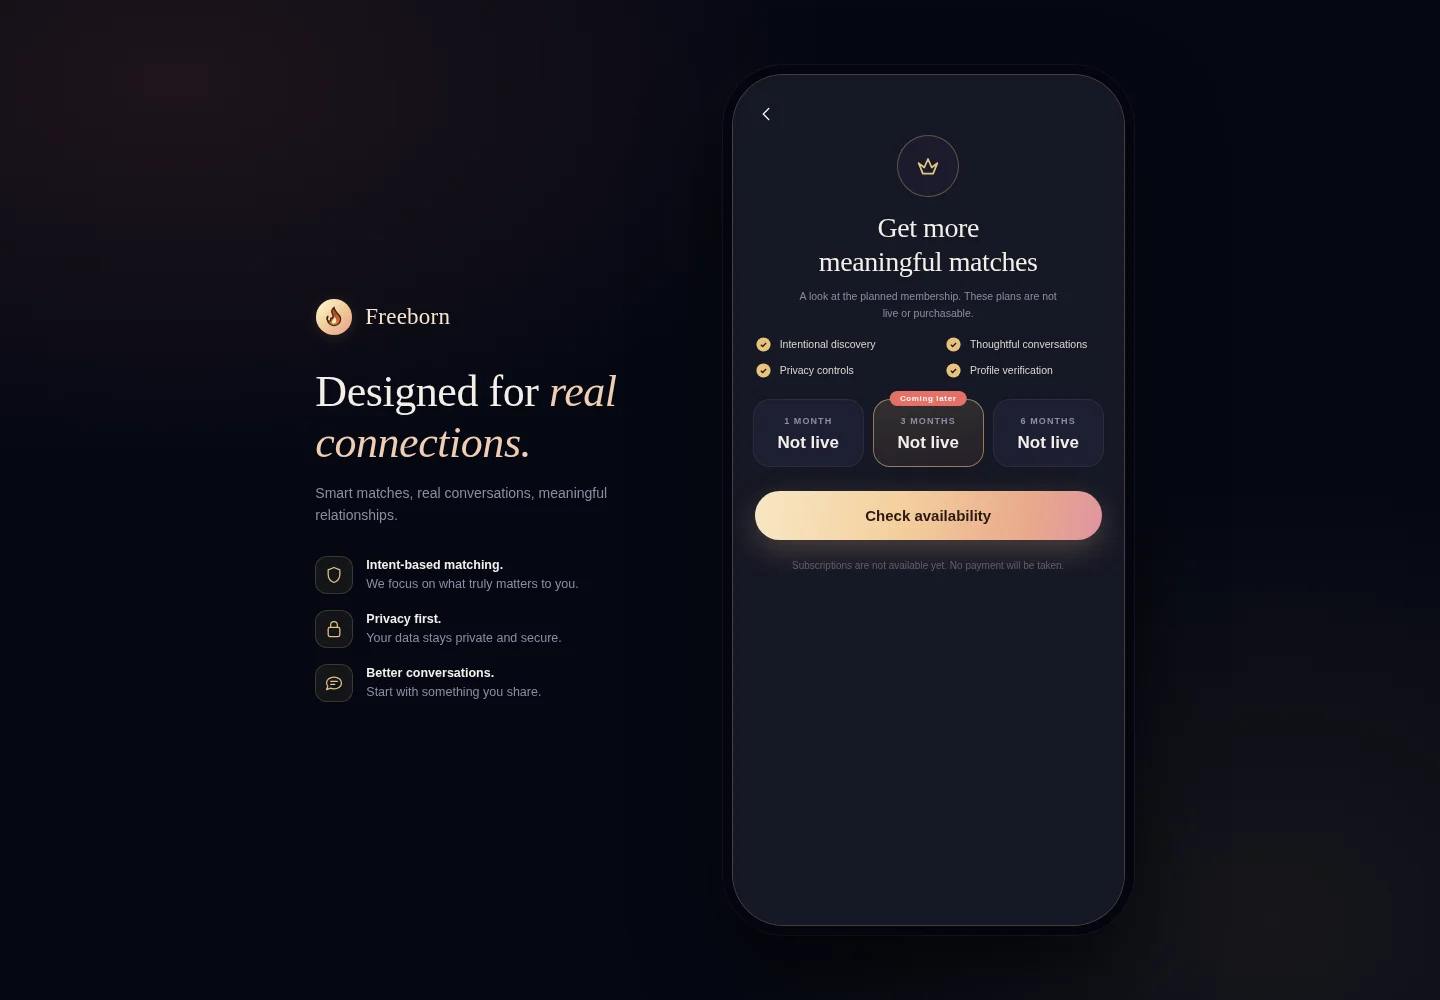 Freeborn
Designed for real
connections.
Smart matches, real conversations, meaningful
relationships.
Intent-based matching.
We focus on what truly matters to you.
Privacy first.
Your data stays private and secure.
Better conversations.
Start with something you share.
Get more
meaningful matches
A look at the planned membership. These plans are not
live or purchasable.
Intentional discovery
Thoughtful conversations
Privacy controls
Profile verification
Coming later
1 MONTH
Not live
3 MONTHS
Not live
6 MONTHS
Not live
Check availability
Subscriptions are not available yet. No payment will be taken.